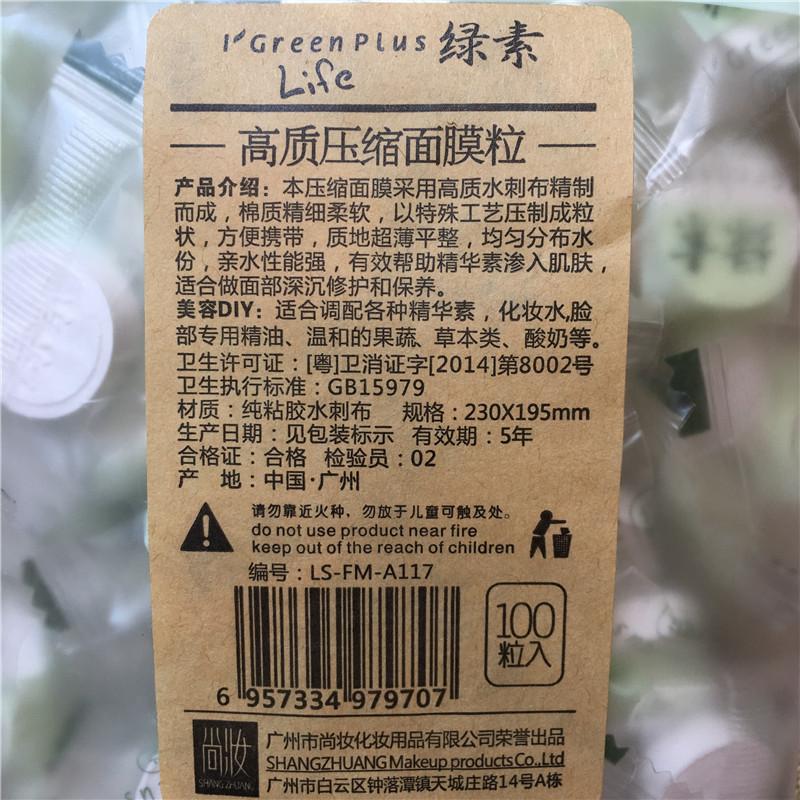 I'GreenPlus 绿素
Life
高质压缩面膜粒
产品介绍：本压缩面膜采用高质水刺布精制
而成，棉质精细柔软，以特殊工艺压制成粒
状，方便携带，质地超薄平整，均匀分布水
份，亲水性能强，有效帮助精华素渗入肌肤，
适合做面部深沉修护和保养。
美容DIY：适合调配各种精华素，化妆水,脸
部专用精油、温和的果蔬、草本类、酸奶等。
卫生许可证：[粤]卫消证字[2014]第8002号
卫生执行标准：GB15979
材质：纯粘胶水刺布 规格：230X195mm
生产日期：见包装标示 有效期：5年
合格证：合格 检验员：02
产 地：中国·广州
请勿靠近火种，勿放于儿童可触及处。
do not use product near fire
keep out of the reach of children
编号：LS-FM-A117
100
粒入
6 957334 979707
尚妆
SHANGZHUANG
广州市尚妆化妆用品有限公司荣誉出品
SHANGZHUANG Makeup products Co.,Ltd
广州市白云区钟落潭镇天城庄路14号A栋
I'GreenPlus
绿素